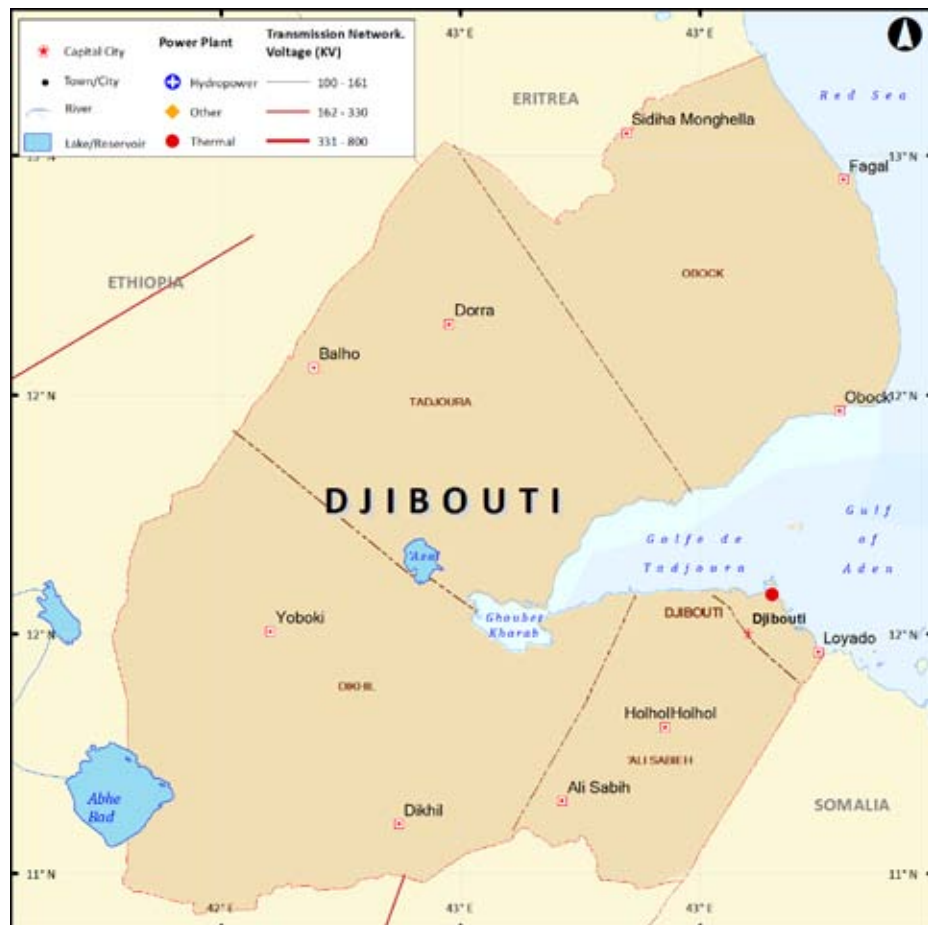 Capital City
Town/City
River
Lake/Reservoir
Power Plant
Hydropower
Other
Thermal
Transmission Network.
Voltage (KV)
100 - 161
162 - 330
331 - 800
43° E
43° E
Red Sea
ERITREA
Sidiha Monghella
13° N
13° N
Fagal
OBOCK
ETHIOPIA
Dorra
Balho
12° N
TADJOURA
Obock
12° N
DJIBOUTI
Gulf
of
Aden
Golfo de
Tadjoura
'Asal
Ghoubet
Kharab
DJIBOUTI
Djibouti
12° N
Yoboki
Loyado
12° N
DIKHIL
HolholHolhol
'ALI SABIEH
Abhe
Bad
Dikhil
Ali Sabih
SOMALIA
11° N
11° N
42° E
43° E
43° E